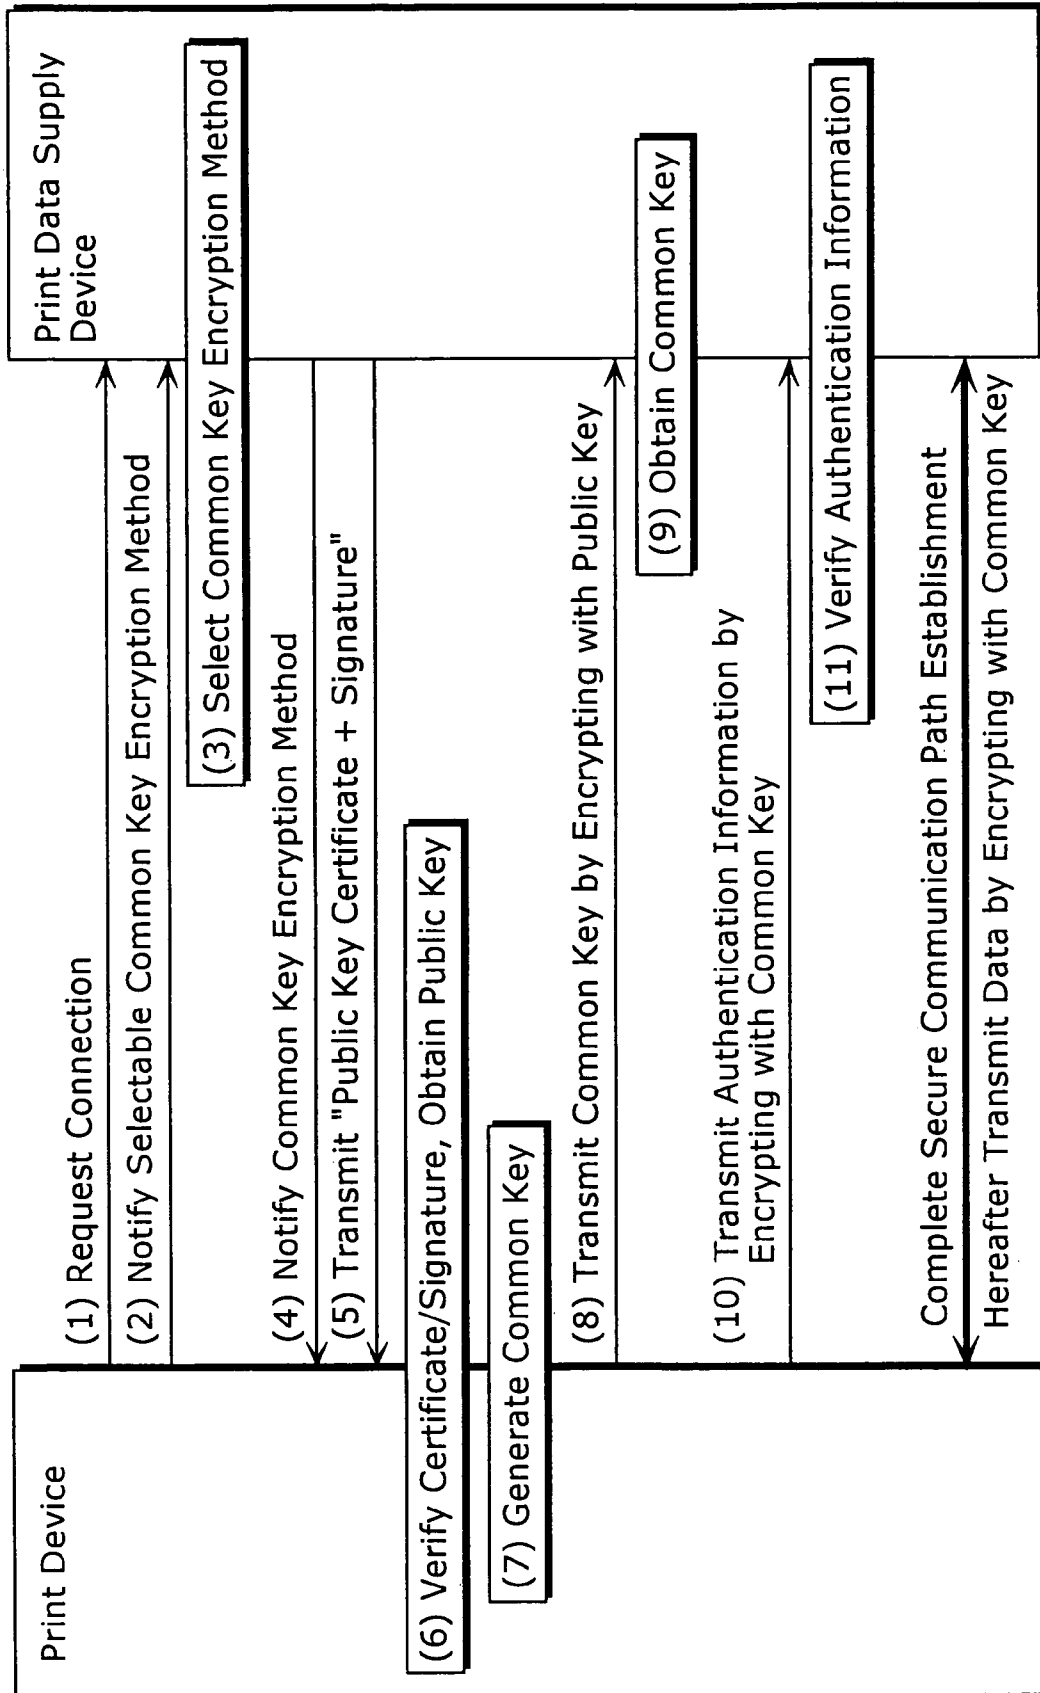 Print Device
Print Data Supply
Device
(1) Request Connection
(2) Notify Selectable Common Key Encryption Method
(3) Select Common Key Encryption Method
(4) Notify Common Key Encryption Method
(5) Transmit "Public Key Certificate + Signature"
(6) Verify Certificate/Signature, Obtain Public Key
(7) Generate Common Key
(8) Transmit Common Key by Encrypting with Public Key
(9) Obtain Common Key
(10) Transmit Authentication Information by
Encrypting with Common Key
(11) Verify Authentication Information
Complete Secure Communication Path Establishment
Hereafter Transmit Data by Encrypting with Common Key